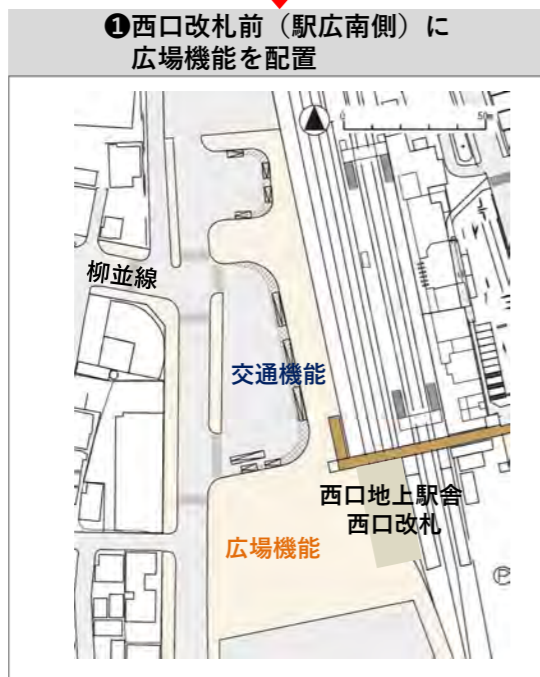 ❶西口改札前（駅広南側）に
広場機能を配置
0 50m
柳並線
交通機能
西口地上駅舎
西口改札
広場機能
P